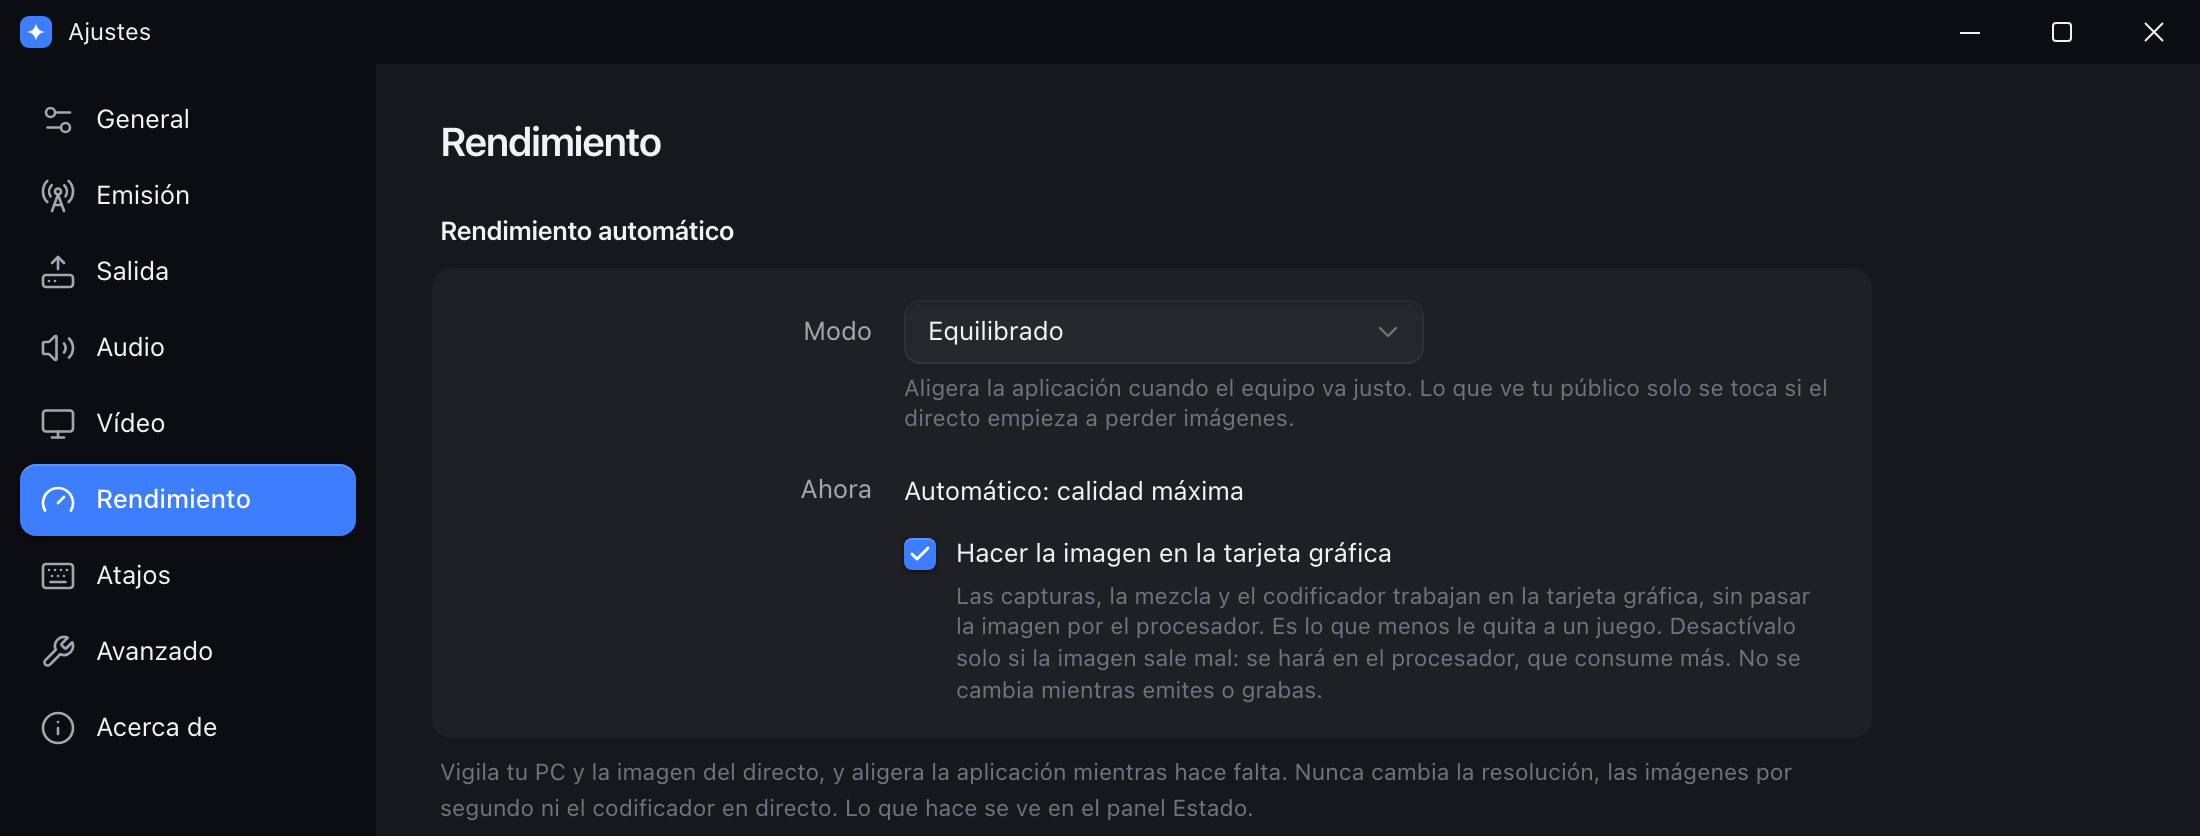 Ajustes
General
Emisión
Salida
Audio
Vídeo
Rendimiento
Atajos
Avanzado
Acerca de
Rendimiento
Rendimiento automático
Modo
Equilibrado
Aligera la aplicación cuando el equipo va justo. Lo que ve tu público solo se toca si el
directo empieza a perder imágenes.
Ahora
Automático: calidad máxima
Hacer la imagen en la tarjeta gráfica
Las capturas, la mezcla y el codificador trabajan en la tarjeta gráfica, sin pasar
la imagen por el procesador. Es lo que menos le quita a un juego. Desactívalo
solo si la imagen sale mal: se hará en el procesador, que consume más. No se
cambia mientras emites o grabas.
Vigila tu PC y la imagen del directo, y aligera la aplicación mientras hace falta. Nunca cambia la resolución, las imágenes por
segundo ni el codificador en directo. Lo que hace se ve en el panel Estado.